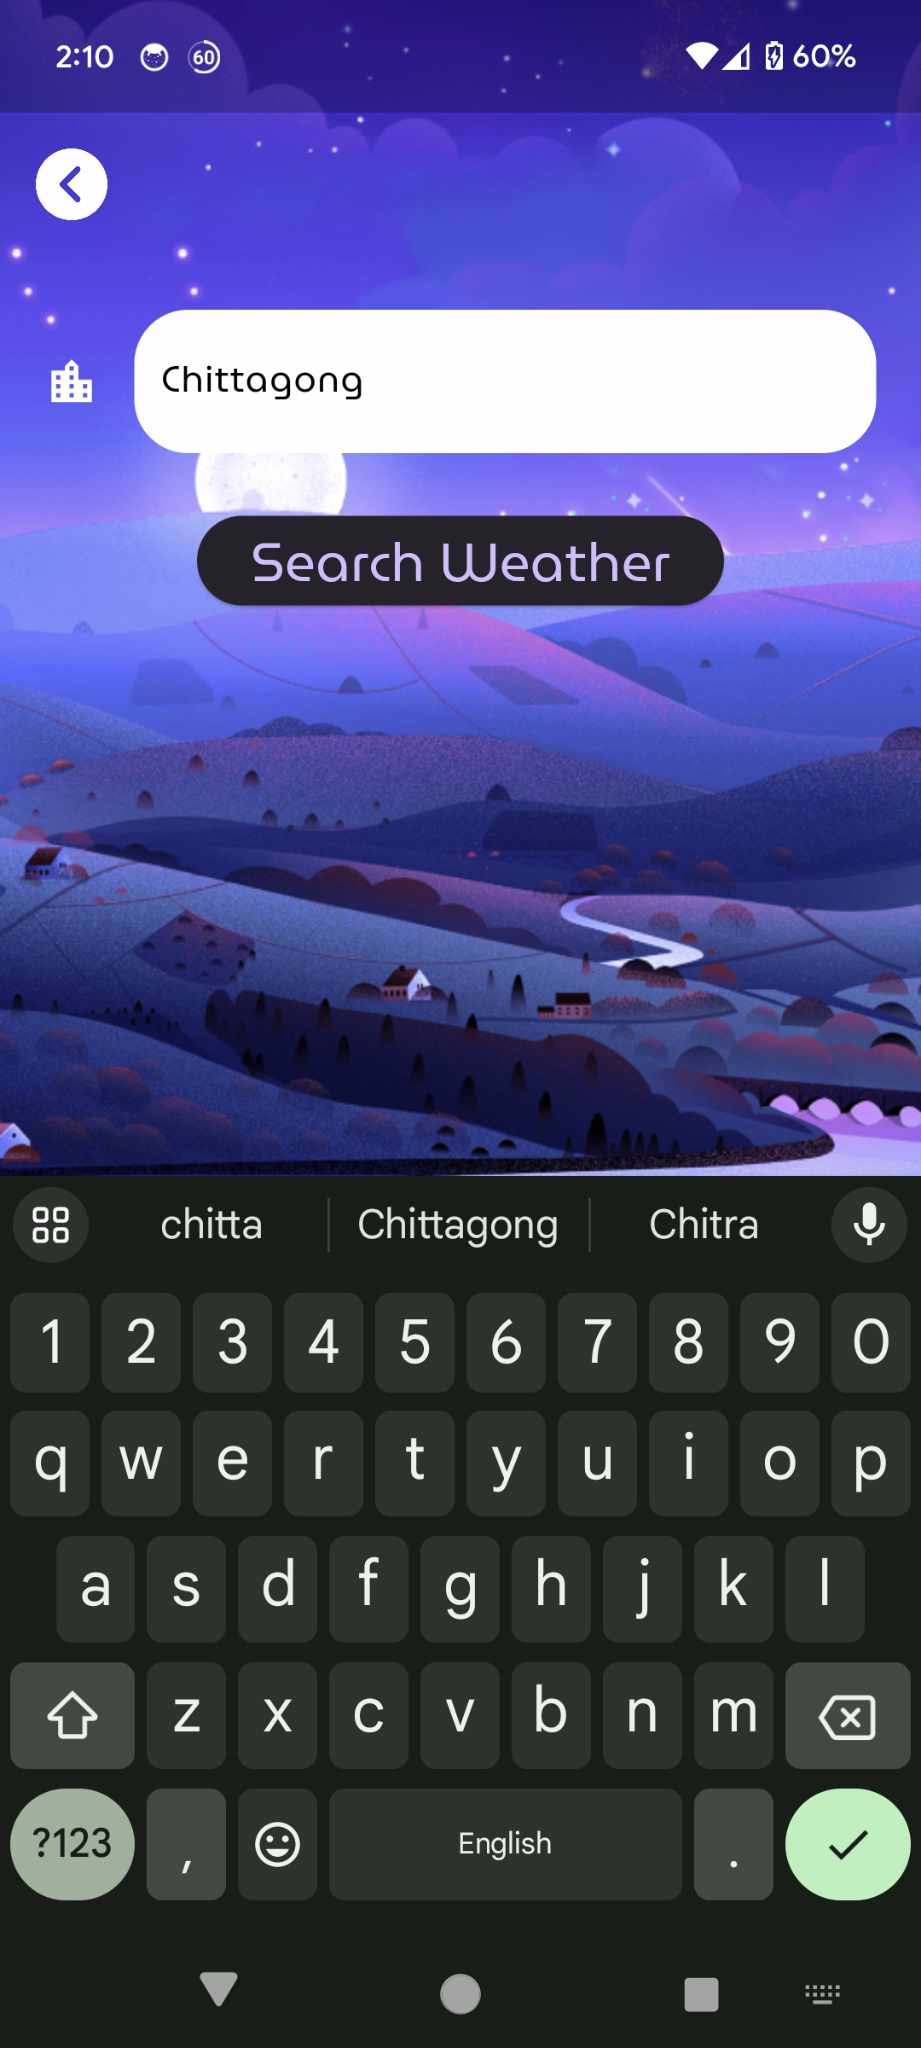 2:10 60 60%
Chittagong
Search Weather
chitta Chittagong Chitra
1 2 3 4 5 6 7 8 9 0
q w e r t y u i o p
a s d f g h j k l
z x c v b n m
?123 , English .